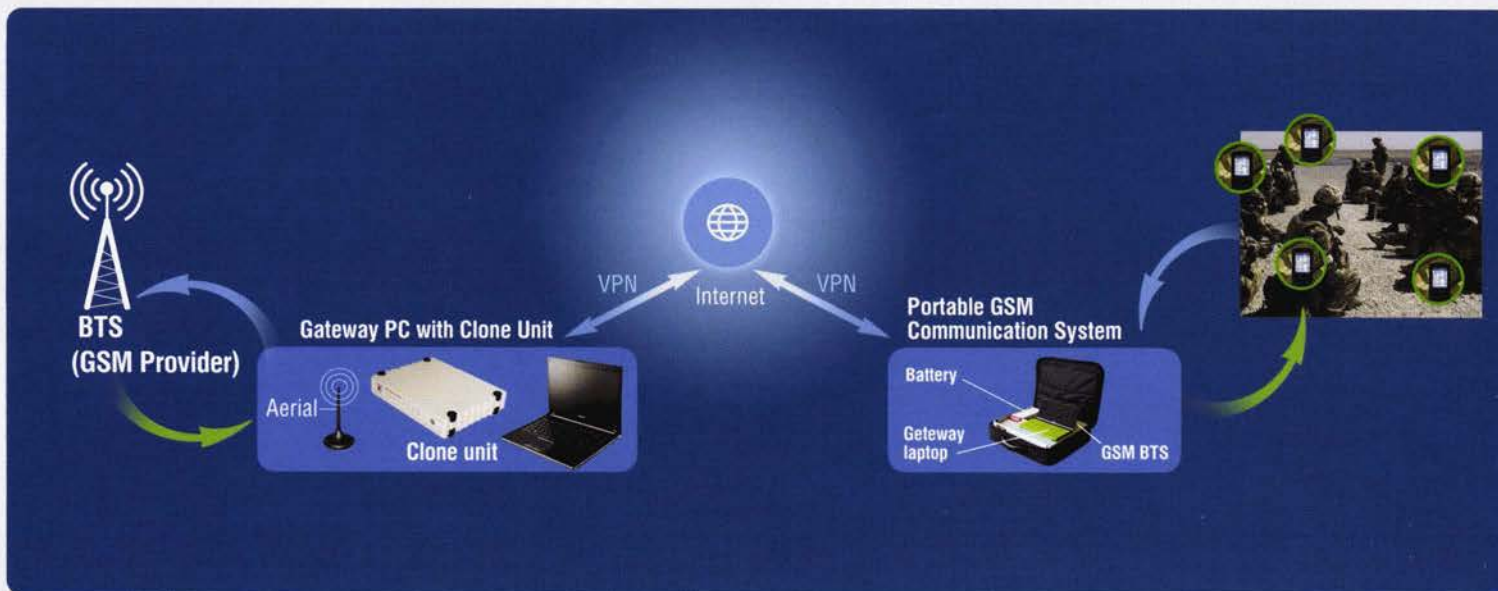 BTS
(GSM Provider)
Gateway PC with Clone Unit
Aerial
Clone unit
VPN
Internet
VPN
Portable GSM
Communication System
Battery
Geteway
laptop
GSM BTS